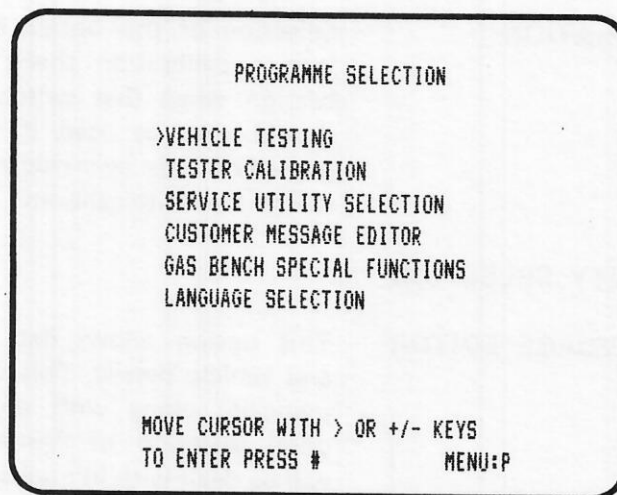 PROGRAMME SELECTION
>VEHICLE TESTING
TESTER CALIBRATION
SERVICE UTILITY SELECTION
CUSTOMER MESSAGE EDITOR
GAS BENCH SPECIAL FUNCTIONS
LANGUAGE SELECTION
MOVE CURSOR WITH > OR +/- KEYS
TO ENTER PRESS # MENU:P